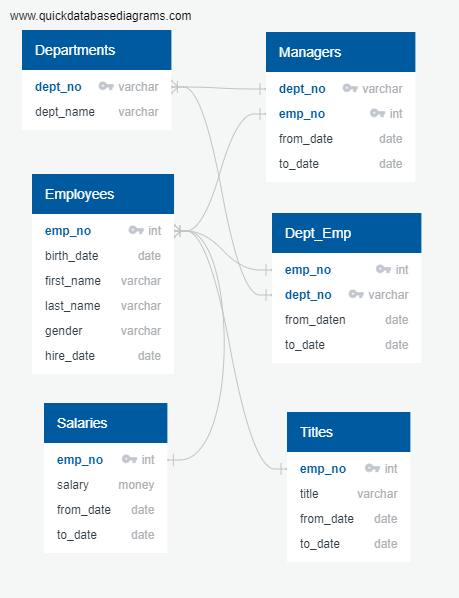 www.quickdatabasediagrams.com
Departments
dept_no varchar
dept_name varchar
Managers
dept_no varchar
emp_no int
from_date date
to_date date
Employees
emp_no int
birth_date date
first_name varchar
last_name varchar
gender varchar
hire_date date
Dept_Emp
emp_no int
dept_no varchar
from_daten date
to_date date
Salaries
emp_no int
salary money
from_date date
to_date date
Titles
emp_no int
title varchar
from_date date
to_date date